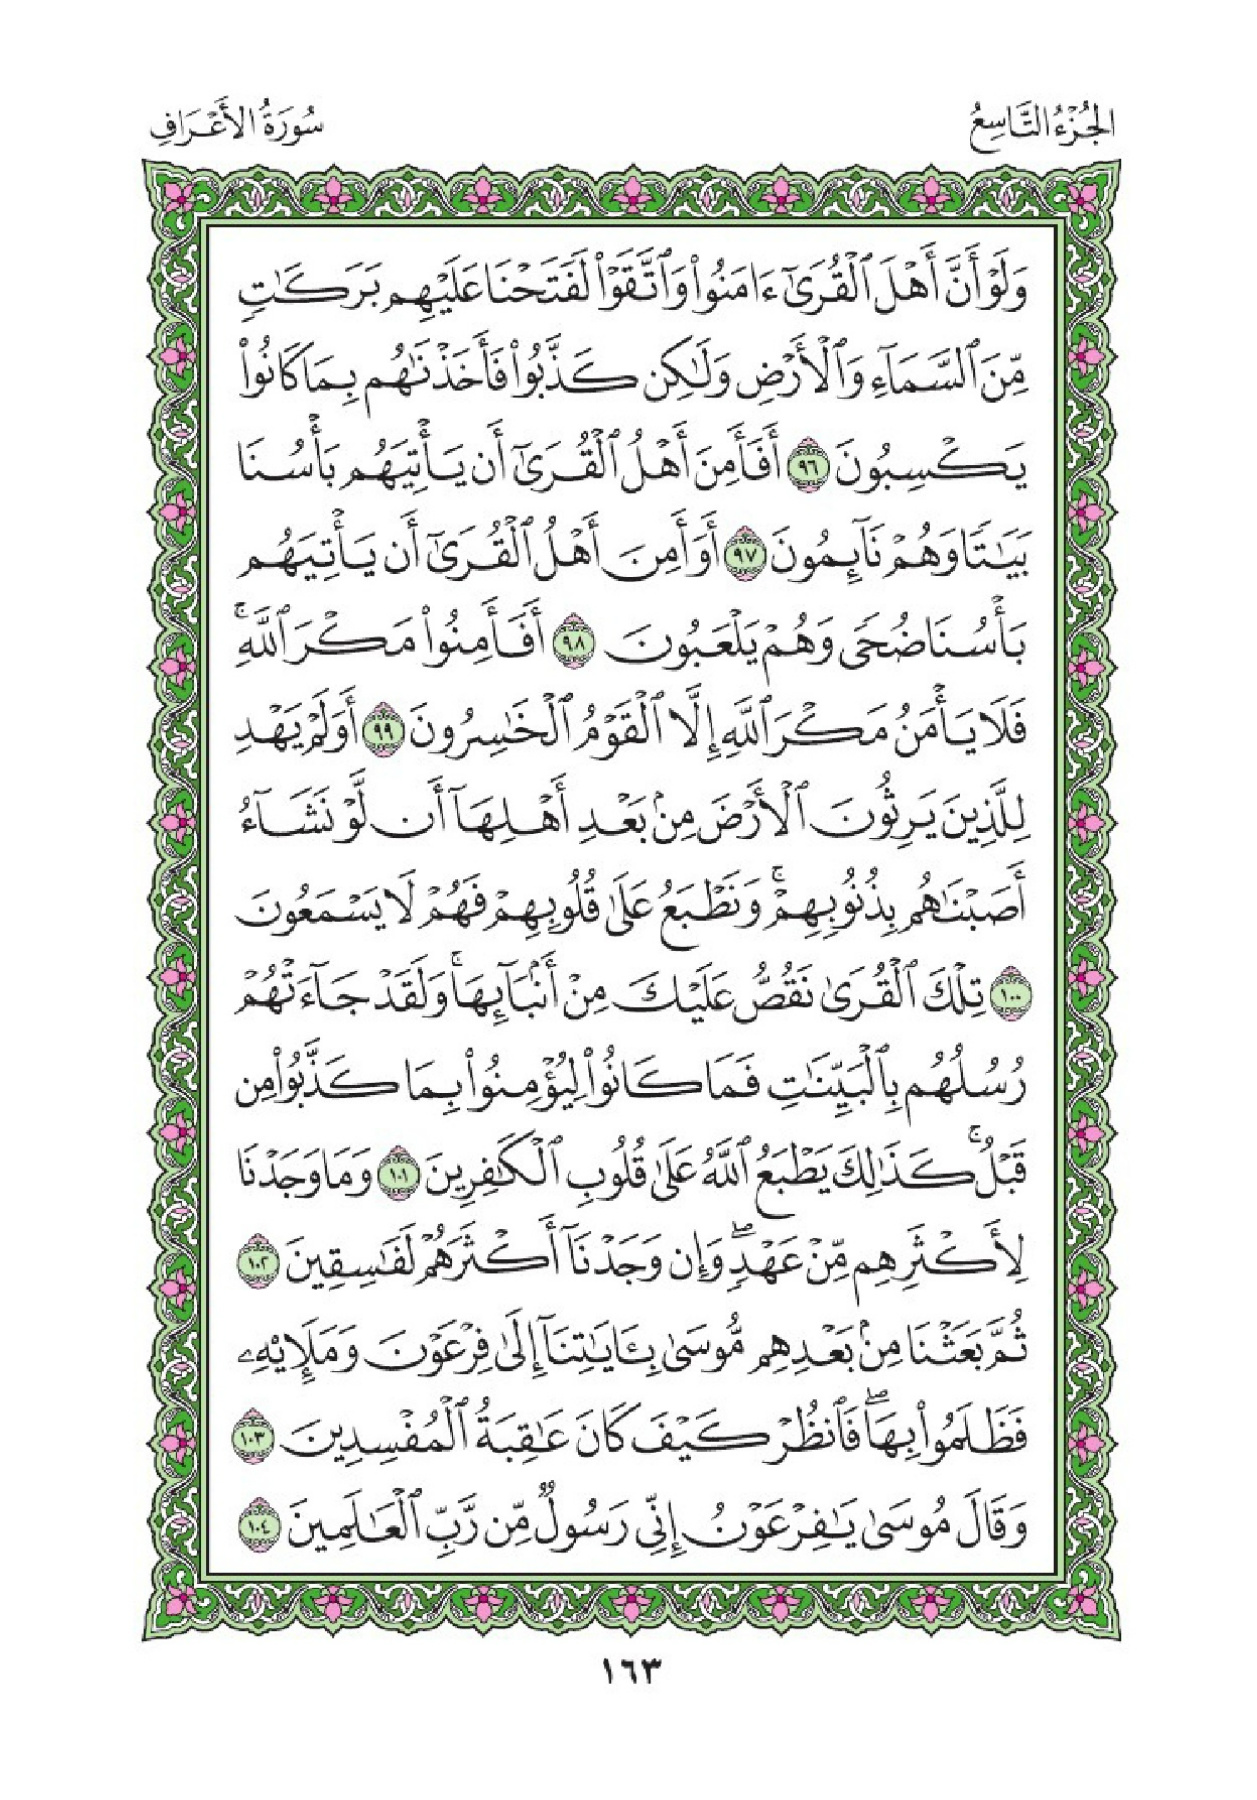 الجُزْءُ التَّاسِعُ
سُورَةُ الأَعْرَافِ
وَلَوْ أَنَّ أَهْلَ ٱلْقُرَىٰٓ ءَامَنُوا۟ وَٱتَّقَوْا۟ لَفَتَحْنَا عَلَيْهِم بَرَكَٰتٍ
مِّنَ ٱلسَّمَآءِ وَٱلْأَرْضِ وَلَٰكِن كَذَّبُوا۟ فَأَخَذْنَٰهُم بِمَا كَانُوا۟
يَكْسِبُونَ ٩٦ أَفَأَمِنَ أَهْلُ ٱلْقُرَىٰٓ أَن يَأْتِيَهُم بَأْسُنَا
بَيَٰتًا وَهُمْ نَآئِمُونَ ٩٧ أَوَأَمِنَ أَهْلُ ٱلْقُرَىٰٓ أَن يَأْتِيَهُم
بَأْسُنَا ضُحًى وَهُمْ يَلْعَبُونَ ٩٨ أَفَأَمِنُوا۟ مَكْرَ ٱللَّهِ ۚ
فَلَا يَأْمَنُ مَكْرَ ٱللَّهِ إِلَّا ٱلْقَوْمُ ٱلْخَٰسِرُونَ ٩٩ أَوَلَمْ يَهْدِ
لِلَّذِينَ يَرِثُونَ ٱلْأَرْضَ مِنۢ بَعْدِ أَهْلِهَآ أَن لَّوْ نَشَآءُ
أَصَبْنَٰهُم بِذُنُوبِهِمْ ۚ وَنَطْبَعُ عَلَىٰ قُلُوبِهِمْ فَهُمْ لَا يَسْمَعُونَ
١٠٠ تِلْكَ ٱلْقُرَىٰ نَقُصُّ عَلَيْكَ مِنْ أَنۢبَآئِهَا ۚ وَلَقَدْ جَآءَتْهُمْ
رُسُلُهُم بِٱلْبَيِّنَٰتِ فَمَا كَانُوا۟ لِيُؤْمِنُوا۟ بِمَا كَذَّبُوا۟ مِن
قَبْلُ ۚ كَذَٰلِكَ يَطْبَعُ ٱللَّهُ عَلَىٰ قُلُوبِ ٱلْكَٰفِرِينَ ١٠١ وَمَا وَجَدْنَا
لِأَكْثَرِهِم مِّنْ عَهْدٍ ۖ وَإِن وَجَدْنَآ أَكْثَرَهُمْ لَفَٰسِقِينَ ١٠٢
ثُمَّ بَعَثْنَا مِنۢ بَعْدِهِم مُّوسَىٰ بِـَٔايَٰتِنَآ إِلَىٰ فِرْعَوْنَ وَمَلَإِي۟هِۦ
فَظَلَمُوا۟ بِهَا ۖ فَٱنظُرْ كَيْفَ كَانَ عَٰقِبَةُ ٱلْمُفْسِدِينَ ١٠٣
وَقَالَ مُوسَىٰ يَٰفِرْعَوْنُ إِنِّى رَسُولٌ مِّن رَّبِّ ٱلْعَٰلَمِينَ ١٠٤
١٦٣